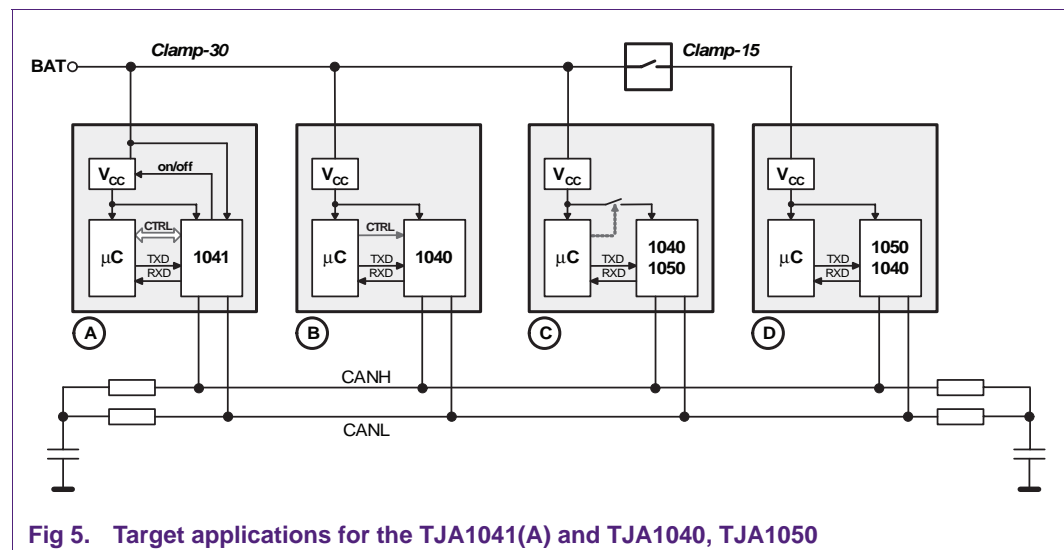 BAT Clamp-30 Clamp-15
VCC on/off VCC VCC VCC
µC CTRL 1041 µC CTRL 1040 µC 1040 1050 µC 1050 1040
TXD TXD TXD TXD
RXD RXD RXD RXD
A B C D
CANH
CANL
Fig 5. Target applications for the TJA1041(A) and TJA1040, TJA1050